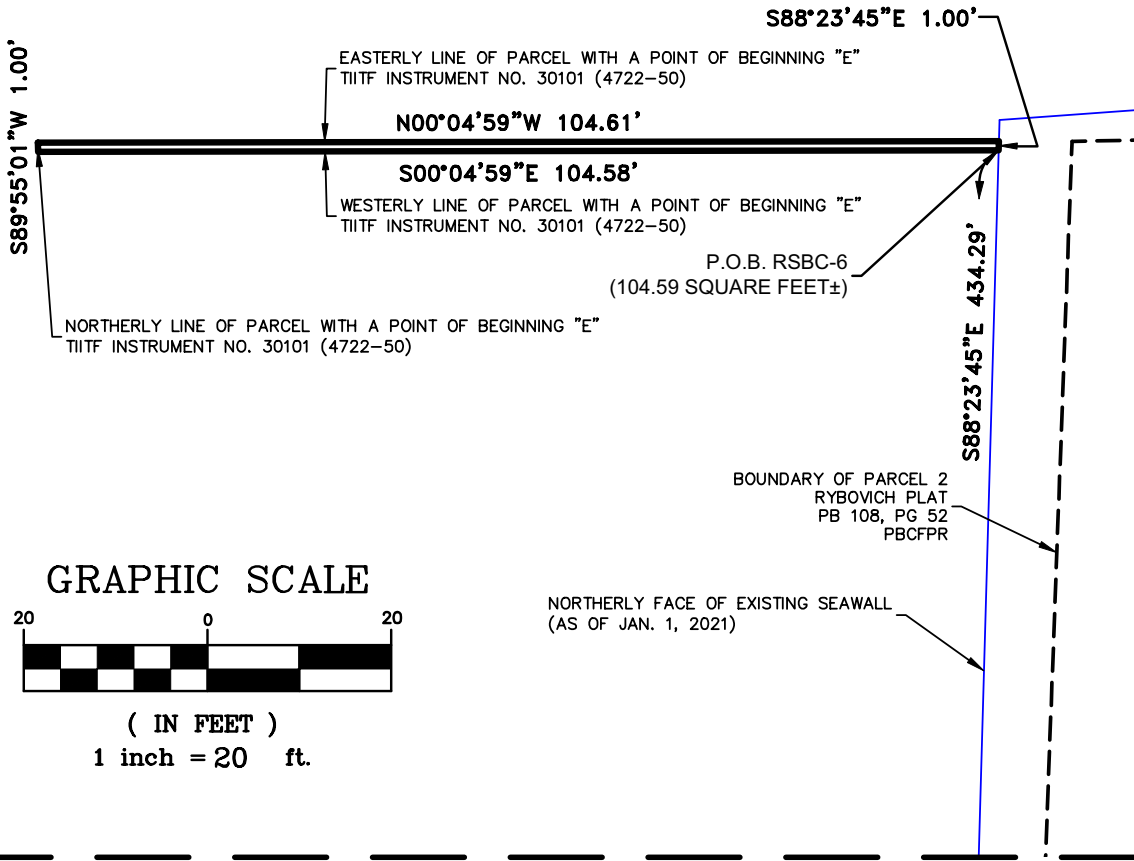 S88°23'45"E 1.00'
S89°55'01"W 1.00'
EASTERLY LINE OF PARCEL WITH A POINT OF BEGINNING "E"
TIITF INSTRUMENT NO. 30101 (4722-50)
N00°04'59"W 104.61'
S00°04'59"E 104.58'
WESTERLY LINE OF PARCEL WITH A POINT OF BEGINNING "E"
TIITF INSTRUMENT NO. 30101 (4722-50)
P.O.B. RSBC-6
(104.59 SQUARE FEET±)
S88°23'45"E 434.29'
NORTHERLY LINE OF PARCEL WITH A POINT OF BEGINNING "E"
TIITF INSTRUMENT NO. 30101 (4722-50)
BOUNDARY OF PARCEL 2
RYBOVICH PLAT
PB 108, PG 52
PBCFPR
NORTHERLY FACE OF EXISTING SEAWALL
(AS OF JAN. 1, 2021)
GRAPHIC SCALE
20 0 20
( IN FEET )
1 inch = 20 ft.